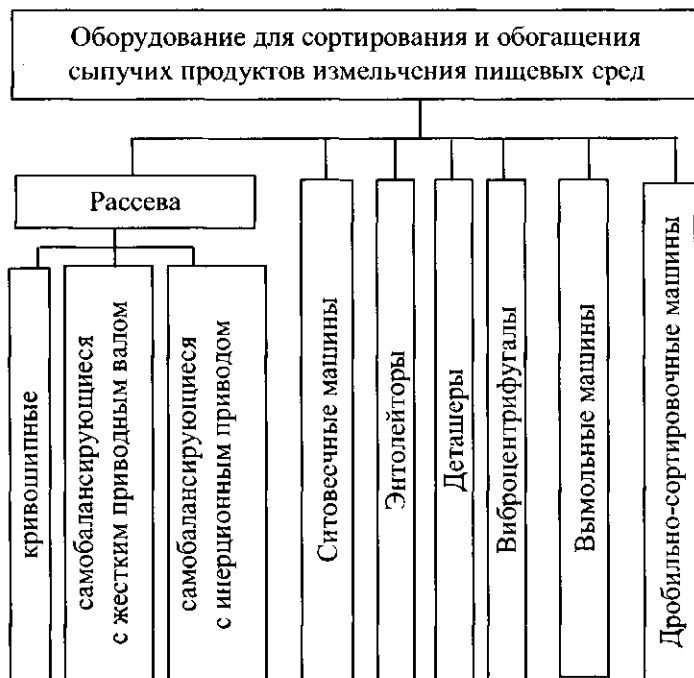 Оборудование для сортирования и обогащения
сыпучих продуктов измельчения пищевых сред
Рассева
кривошипные
самобалансирующиеся
с жестким приводным валом
самобалансирующиеся
с инерционным приводом
Ситовесчные машины
Энтолейторы
Деташеры
Виброцентрифугалы
Вымольные машины
Дробильно-сортировочные машины